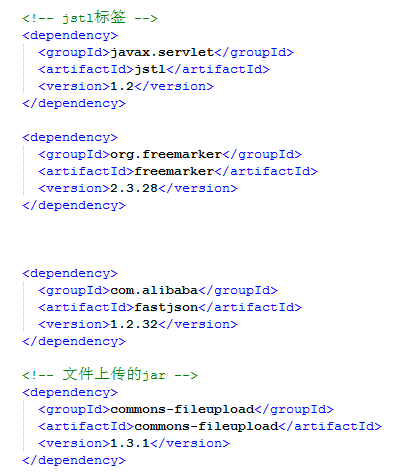 <!-- jstl标签 -->
<dependency>
<groupId>javax.servlet</groupId>
<artifactId>jstl</artifactId>
<version>1.2</version>
</dependency>
<dependency>
<groupId>org.freemarker</groupId>
<artifactId>freemarker</artifactId>
<version>2.3.28</version>
</dependency>
<dependency>
<groupId>com.alibaba</groupId>
<artifactId>fastjson</artifactId>
<version>1.2.32</version>
</dependency>
<!-- 文件上传的jar -->
<dependency>
<groupId>commons-fileupload</groupId>
<artifactId>commons-fileupload</artifactId>
<version>1.3.1</version>
</dependency>